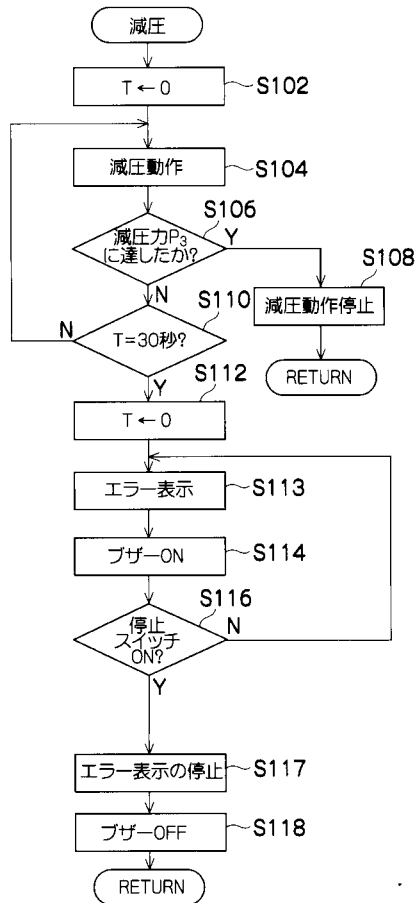 減圧
T←0
S102
減圧動作
S104
減圧力P₃
に達したか?
S106
Y
N
減圧動作停止
S108
RETURN
T=30秒?
S110
N
Y
T←0
S112
エラー表示
S113
ブザーON
S114
停止
スイッチ
ON?
S116
N
Y
エラー表示の停止
S117
ブザーOFF
S118
RETURN